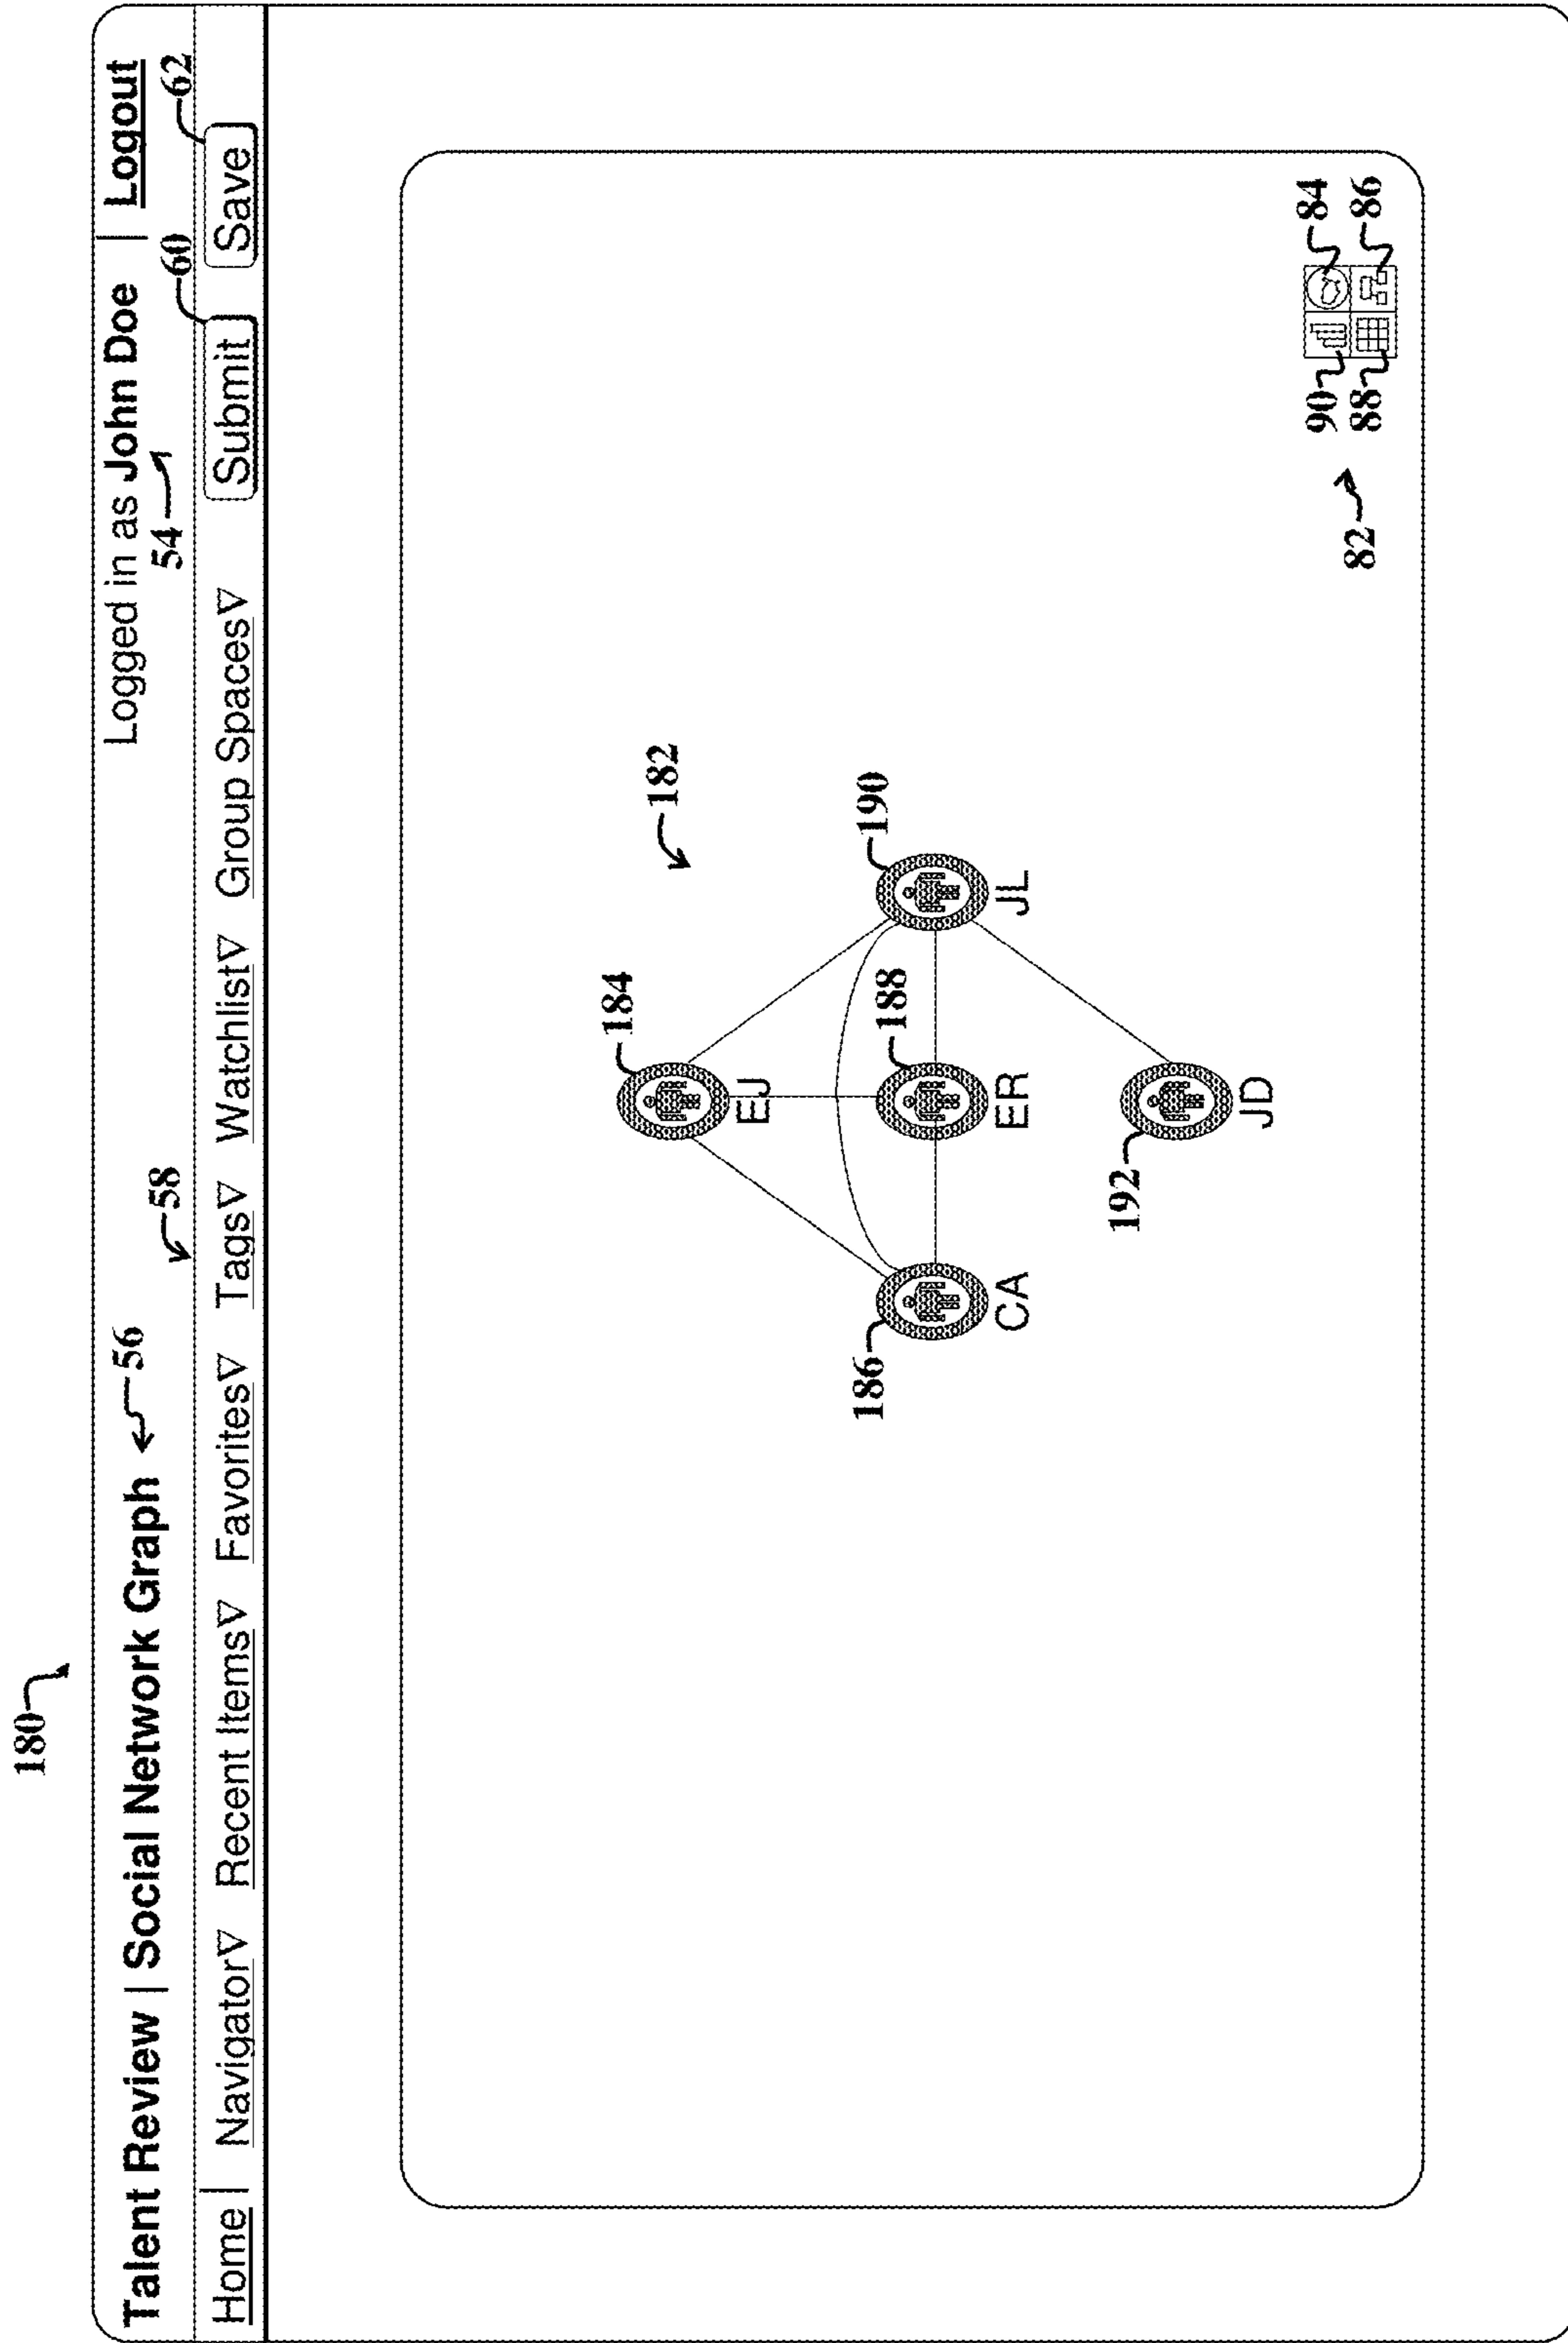 180
Talent Review | Social Network Graph 56
Logged in as John Doe | Logout
54
58
60
62
Home | Navigator▽ Recent Items▽ Favorites▽ Tags▽ Watchlist▽ Group Spaces▽ Submit Save
184
182
EJ
186
188
190
CA
ER
JL
192
JD
90
84
82
88
86